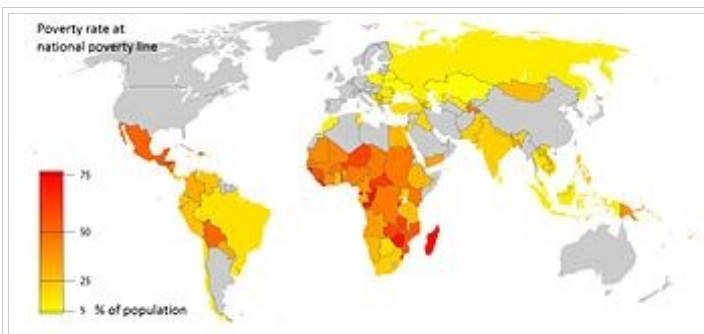 Poverty rate at
national poverty line
75
50
25
5 % of population